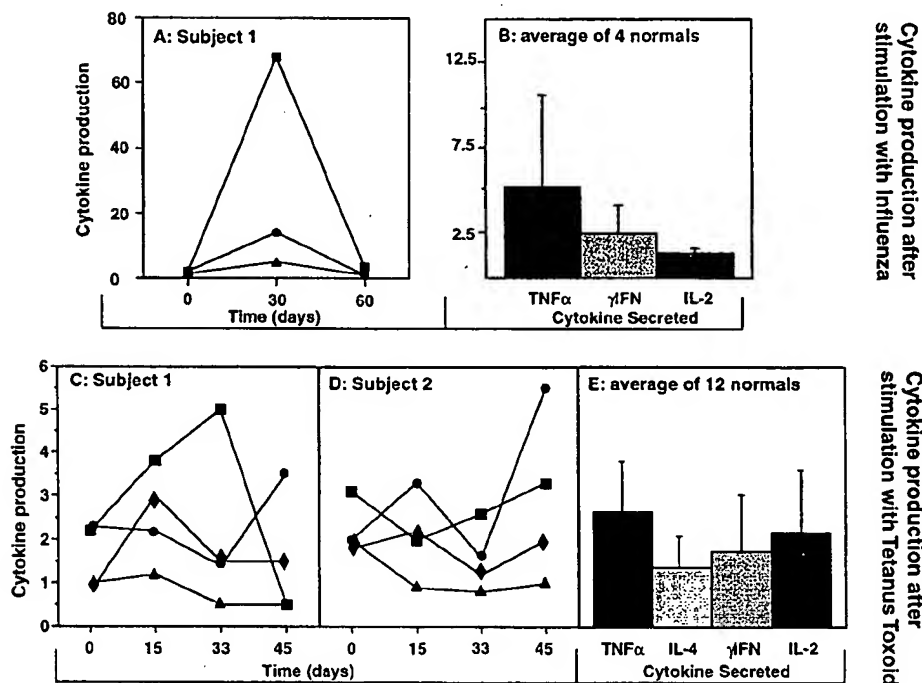 A: Subject 1
80
60
40
20
0
Cytokine production
0 30 60
Time (days)
B: average of 4 normals
12.5
7.5
2.5
TNFα γIFN IL-2
Cytokine Secreted
Cytokine production after
stimulation with Influenza
C: Subject 1
6
5
4
3
2
1
0
Cytokine production
0 15 33 45
D: Subject 2
0 15 33 45
Time (days)
E: average of 12 normals
TNFα IL-4 γIFN IL-2
Cytokine Secreted
Cytokine production after
stimulation with Tetanus Toxoid